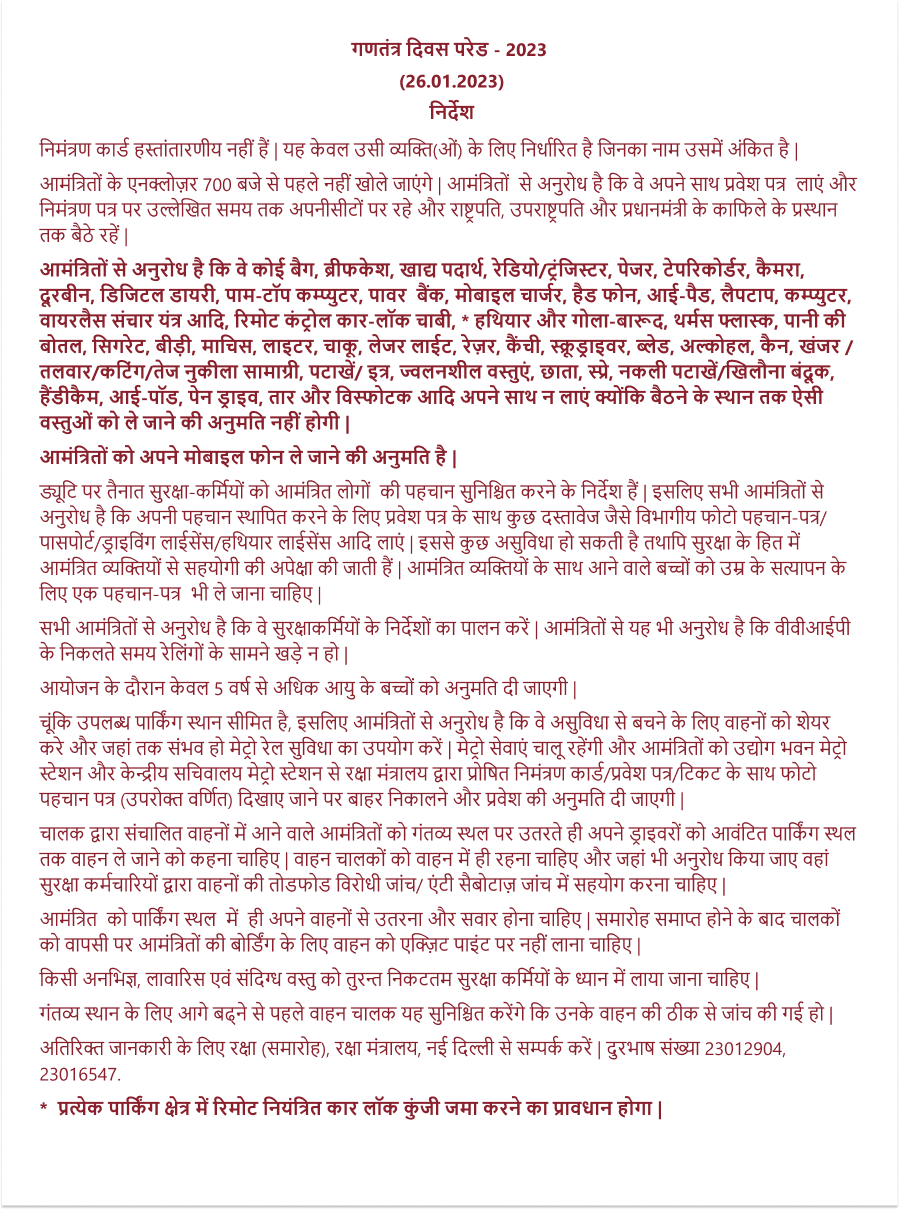 गणतंत्र दिवस परेड - 2023
(26.01.2023)
निर्देश
निमंत्रण कार्ड हस्तांतारणीय नहीं हैं | यह केवल उसी व्यक्ति(ओं) के लिए निर्धारित है जिनका नाम उसमें अंकित है |
आमंत्रितों के एनक्लोज़र 700 बजे से पहले नहीं खोले जाएंगे | आमंत्रितों से अनुरोध है कि वे अपने साथ प्रवेश पत्र लाएं और
निमंत्रण पत्र पर उल्लेखित समय तक अपनीसीटों पर रहे और राष्ट्रपति, उपराष्ट्रपति और प्रधानमंत्री के काफिले के प्रस्थान
तक बैठे रहें |
आमंत्रितों से अनुरोध है कि वे कोई बैग, ब्रीफकेश, खाद्य पदार्थ, रेडियो/ट्रंजिस्टर, पेजर, टेपरिकोर्डर, कैमरा,
दूरबीन, डिजिटल डायरी, पाम-टॉप कम्प्युटर, पावर बैंक, मोबाइल चार्जर, हैड फोन, आई-पैड, लैपटाप, कम्प्युटर,
वायरलैस संचार यंत्र आदि, रिमोट कंट्रोल कार-लॉक चाबी, * हथियार और गोला-बारूद, थर्मस फ्लास्क, पानी की
बोतल, सिगरेट, बीड़ी, माचिस, लाइटर, चाकू, लेजर लाईट, रेज़र, कैंची, स्क्रूड्राइवर, ब्लेड, अल्कोहल, कैन, खंजर /
तलवार/कटिंग/तेज नुकीला सामाग्री, पटाखें/ इत्र, ज्वलनशील वस्तुएं, छाता, स्प्रे, नकली पटाखें/खिलौना बंदूक,
हैंडीकैम, आई-पॉड, पेन ड्राइव, तार और विस्फोटक आदि अपने साथ न लाएं क्योंकि बैठने के स्थान तक ऐसी
वस्तुओं को ले जाने की अनुमति नहीं होगी |
आमंत्रितों को अपने मोबाइल फोन ले जाने की अनुमति है |
ड्यूटि पर तैनात सुरक्षा-कर्मियों को आमंत्रित लोगों की पहचान सुनिश्चित करने के निर्देश हैं | इसलिए सभी आमंत्रितों से
अनुरोध है कि अपनी पहचान स्थापित करने के लिए प्रवेश पत्र के साथ कुछ दस्तावेज जैसे विभागीय फोटो पहचान-पत्र/
पासपोर्ट/ड्राइविंग लाईसेंस/हथियार लाईसेंस आदि लाएं | इससे कुछ असुविधा हो सकती है तथापि सुरक्षा के हित में
आमंत्रित व्यक्तियों से सहयोगी की अपेक्षा की जाती हैं | आमंत्रित व्यक्तियों के साथ आने वाले बच्चों को उम्र के सत्यापन के
लिए एक पहचान-पत्र भी ले जाना चाहिए |
सभी आमंत्रितों से अनुरोध है कि वे सुरक्षाकर्मियों के निर्देशों का पालन करें | आमंत्रितों से यह भी अनुरोध है कि वीवीआईपी
के निकलते समय रेलिंगों के सामने खड़े न हो |
आयोजन के दौरान केवल 5 वर्ष से अधिक आयु के बच्चों को अनुमति दी जाएगी |
चूंकि उपलब्ध पार्किंग स्थान सीमित है, इसलिए आमंत्रितों से अनुरोध है कि वे असुविधा से बचने के लिए वाहनों को शेयर
करे और जहां तक संभव हो मेट्रो रेल सुविधा का उपयोग करें | मेट्रो सेवाएं चालू रहेंगी और आमंत्रितों को उद्योग भवन मेट्रो
स्टेशन और केन्द्रीय सचिवालय मेट्रो स्टेशन से रक्षा मंत्रालय द्वारा प्रोषित निमंत्रण कार्ड/प्रवेश पत्र/टिकट के साथ फोटो
पहचान पत्र (उपरोक्त वर्णित) दिखाए जाने पर बाहर निकालने और प्रवेश की अनुमति दी जाएगी |
चालक द्वारा संचालित वाहनों में आने वाले आमंत्रितों को गंतव्य स्थल पर उतरते ही अपने ड्राइवरों को आवंटित पार्किंग स्थल
तक वाहन ले जाने को कहना चाहिए | वाहन चालकों को वाहन में ही रहना चाहिए और जहां भी अनुरोध किया जाए वहां
सुरक्षा कर्मचारियों द्वारा वाहनों की तोडफोड विरोधी जांच/ एंटी सैबोटाज़ जांच में सहयोग करना चाहिए |
आमंत्रित को पार्किंग स्थल में ही अपने वाहनों से उतरना और सवार होना चाहिए | समारोह समाप्त होने के बाद चालकों
को वापसी पर आमंत्रितों की बोर्डिंग के लिए वाहन को एक्ज़िट पाइंट पर नहीं लाना चाहिए |
किसी अनभिज्ञ, लावारिस एवं संदिग्ध वस्तु को तुरन्त निकटतम सुरक्षा कर्मियों के ध्यान में लाया जाना चाहिए |
गंतव्य स्थान के लिए आगे बढ्ने से पहले वाहन चालक यह सुनिश्चित करेंगे कि उनके वाहन की ठीक से जांच की गई हो |
अतिरिक्त जानकारी के लिए रक्षा (समारोह), रक्षा मंत्रालय, नई दिल्ली से सम्पर्क करें | दुरभाष संख्या 23012904,
23016547.
* प्रत्येक पार्किंग क्षेत्र में रिमोट नियंत्रित कार लॉक कुंजी जमा करने का प्रावधान होगा |